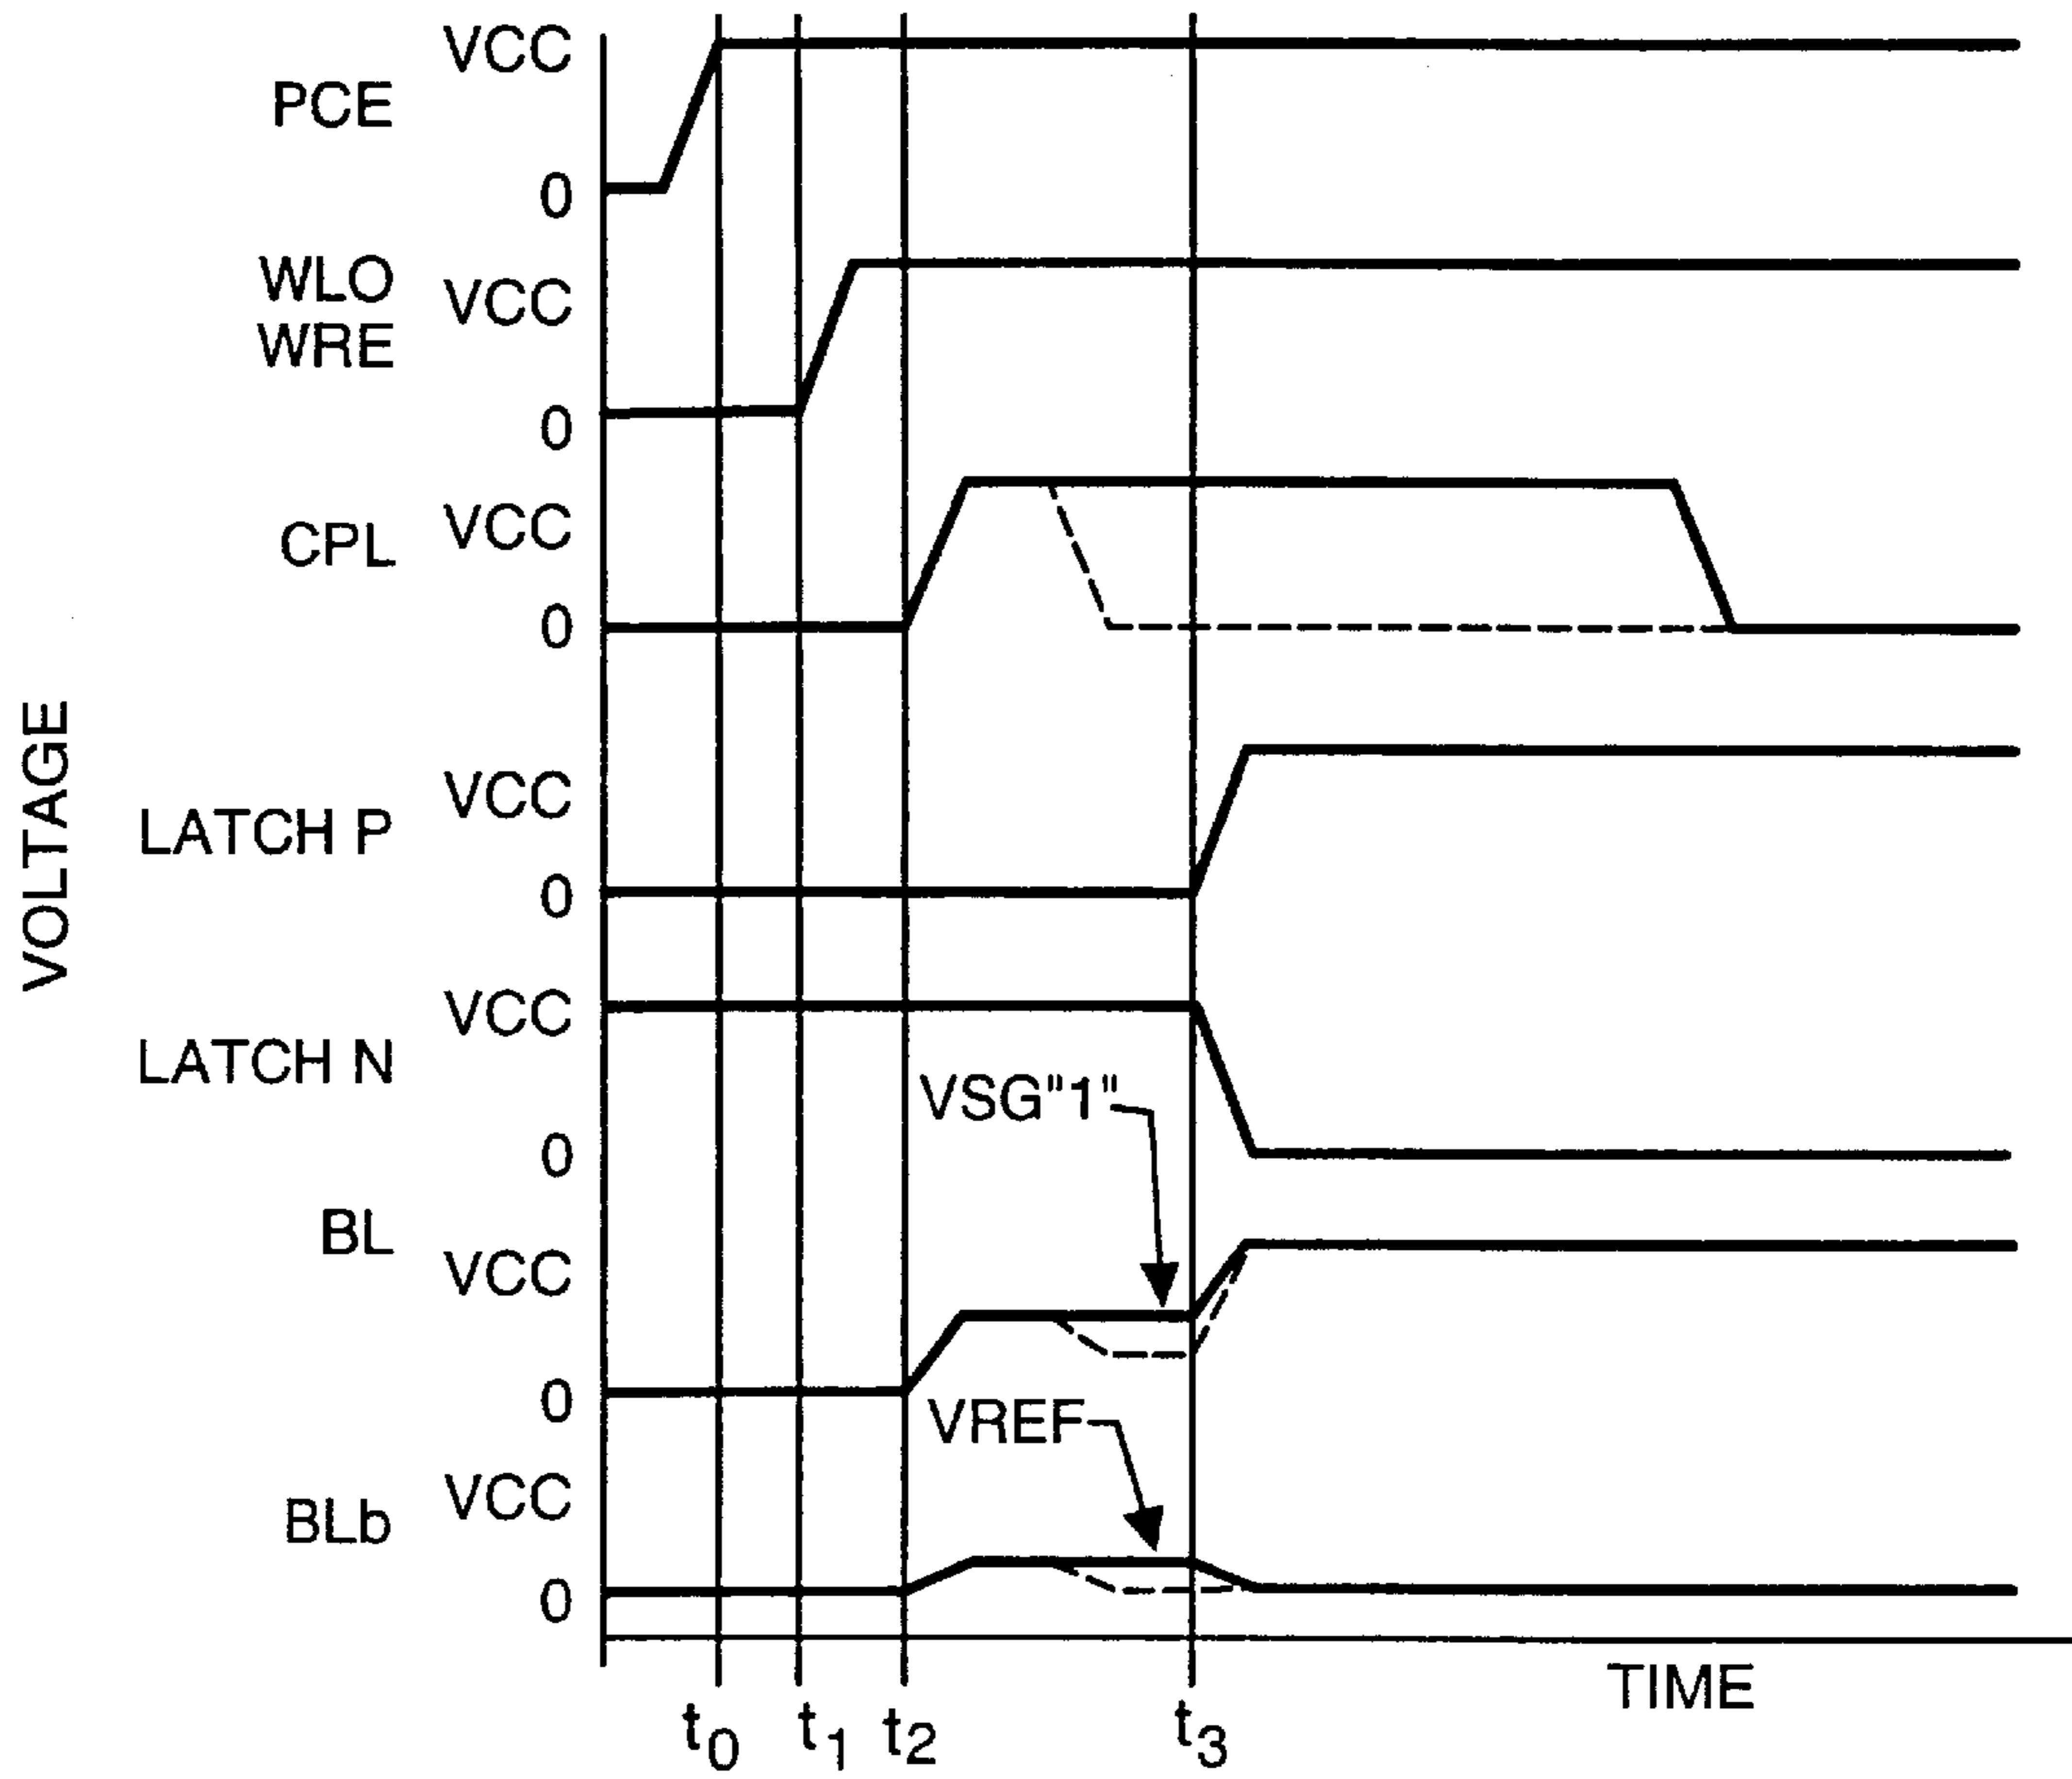 VCC
PCE
0
WLO
VCC
WRE
0
VCC
CPL
0
VOLTAGE
VCC
LATCH P
0
VCC
LATCH N
VSG"1"
0
BL
VCC
0
VREF
VCC
BLb
0
TIME
t0 t1 t2 t3